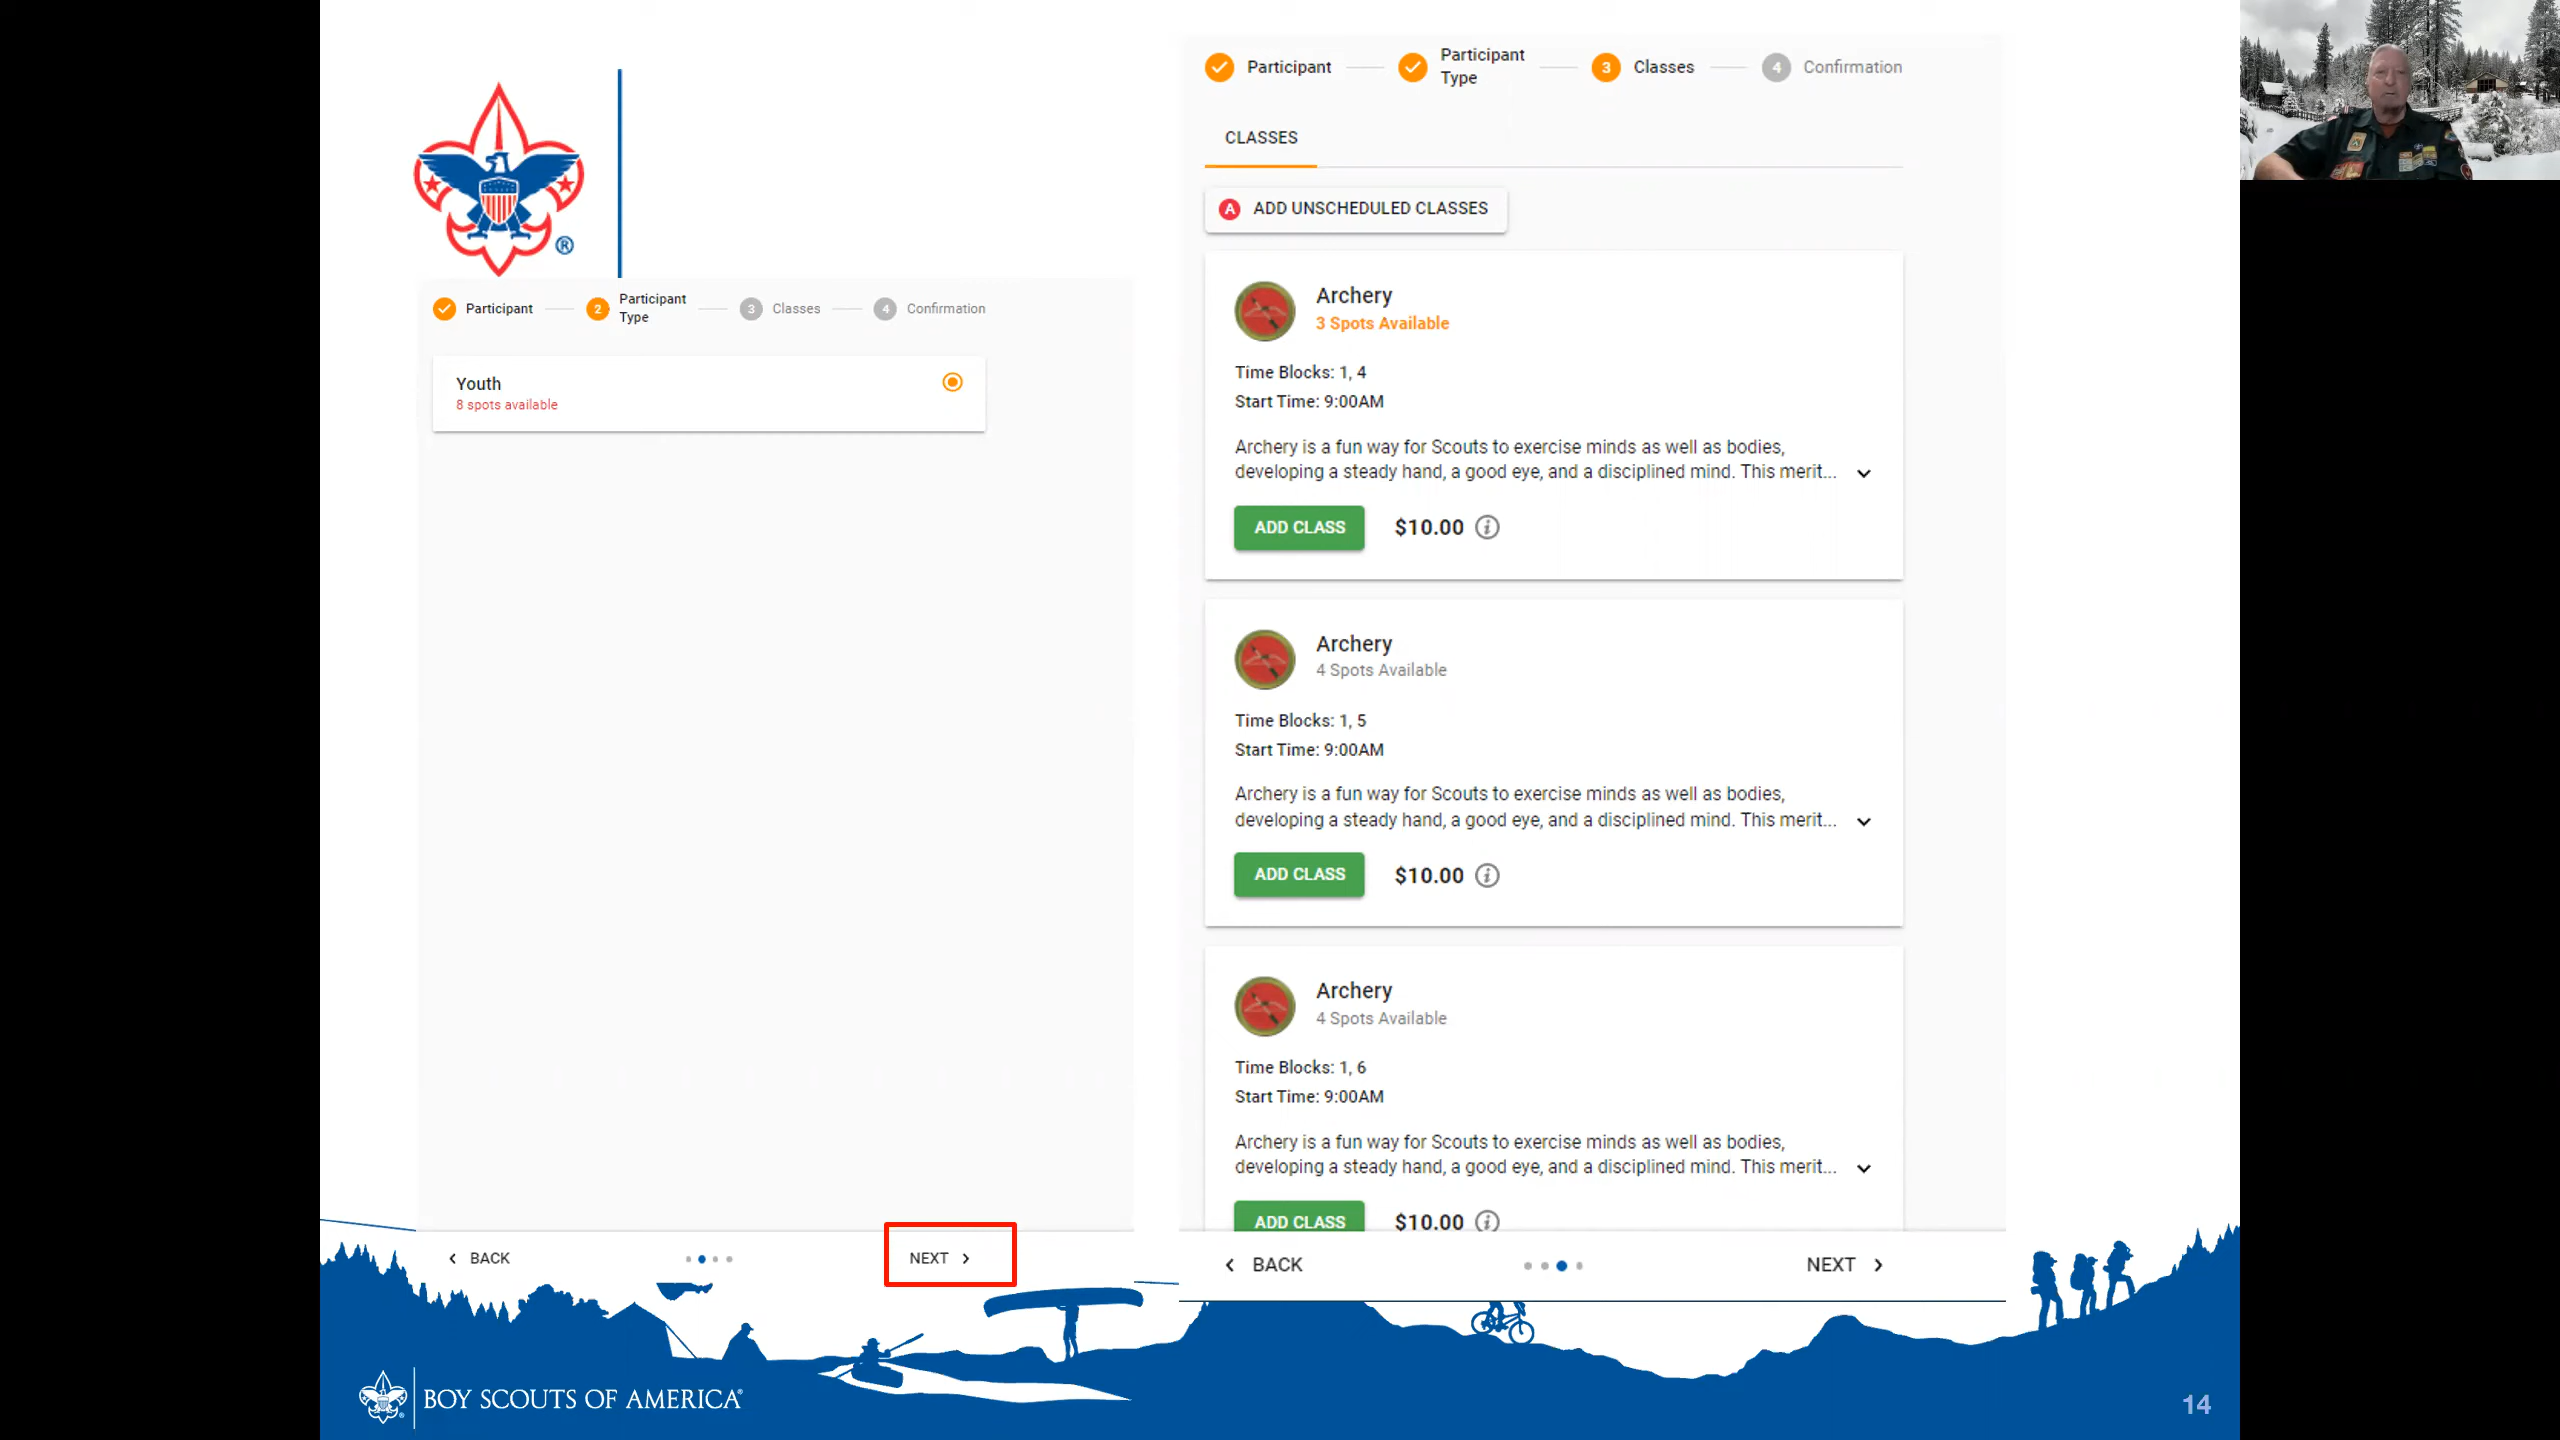 ®
Participant
2
Participant
Type
3
Classes
4
Confirmation
Youth
8 spots available
BACK
NEXT
Participant
Participant
Type
3
Classes
4
Confirmation
CLASSES
A ADD UNSCHEDULED CLASSES
Archery
3 Spots Available
Time Blocks: 1, 4
Start Time: 9:00AM
Archery is a fun way for Scouts to exercise minds as well as bodies,
developing a steady hand, a good eye, and a disciplined mind. This merit...
ADD CLASS $10.00 i
Archery
4 Spots Available
Time Blocks: 1, 5
Start Time: 9:00AM
Archery is a fun way for Scouts to exercise minds as well as bodies,
developing a steady hand, a good eye, and a disciplined mind. This merit...
ADD CLASS $10.00 i
Archery
4 Spots Available
Time Blocks: 1, 6
Start Time: 9:00AM
Archery is a fun way for Scouts to exercise minds as well as bodies,
developing a steady hand, a good eye, and a disciplined mind. This merit...
ADD CLASS $10.00 i
BACK
NEXT
BOY SCOUTS OF AMERICA®
14